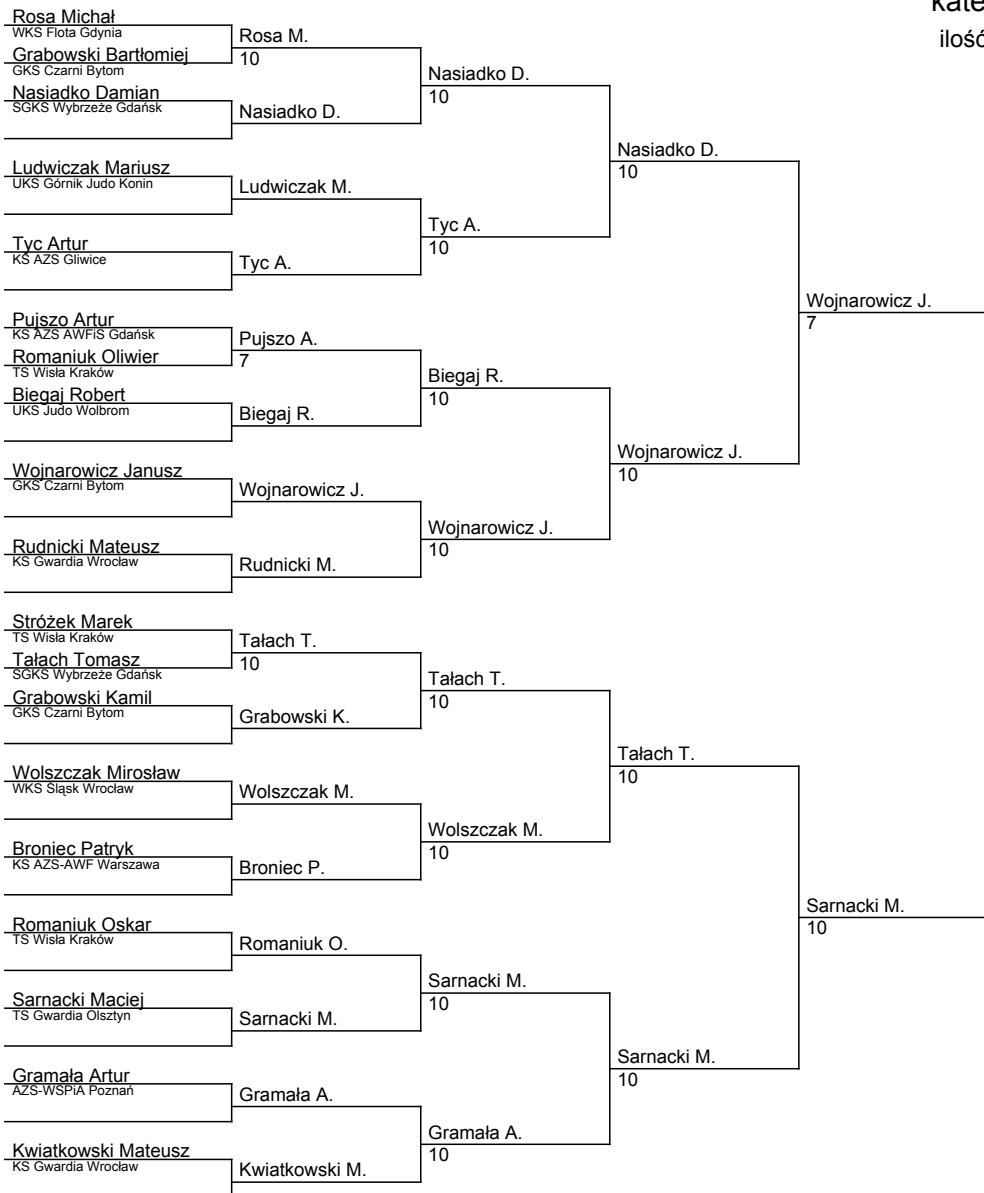 kate
ilość
Rosa Michał
WKS Flota Gdynia
Grabowski Bartłomiej
GKS Czarni Bytom
Nasiadko Damian
SGKS Wybrzeże Gdańsk
Ludwiczak Mariusz
UKS Górnik Judo Konin
Tyc Artur
KS AZS Gliwice
Pujszo Artur
KS AZS AWFiS Gdańsk
Romaniuk Oliwier
TS Wisła Kraków
Biegaj Robert
UKS Judo Wolbrom
Wojnarowicz Janusz
GKS Czarni Bytom
Rudnicki Mateusz
KS Gwardia Wrocław
Stróżek Marek
TS Wisła Kraków
Tałach Tomasz
SGKS Wybrzeże Gdańsk
Grabowski Kamil
GKS Czarni Bytom
Wolszczak Mirosław
WKS Śląsk Wrocław
Broniec Patryk
KS AZS-AWF Warszawa
Romaniuk Oskar
TS Wisła Kraków
Sarnacki Maciej
TS Gwardia Olsztyn
Gramała Artur
AZS-WSPiA Poznań
Kwiatkowski Mateusz
KS Gwardia Wrocław
Rosa M.
10
Nasiadko D.
Ludwiczak M.
Tyc A.
Pujszo A.
7
Biegaj R.
Wojnarowicz J.
Rudnicki M.
Tałach T.
10
Grabowski K.
Wolszczak M.
Broniec P.
Romaniuk O.
Sarnacki M.
Gramała A.
Kwiatkowski M.
Nasiadko D.
10
Tyc A.
10
Biegaj R.
10
Wojnarowicz J.
10
Tałach T.
10
Wolszczak M.
10
Sarnacki M.
10
Gramała A.
10
Nasiadko D.
10
Wojnarowicz J.
10
Tałach T.
10
Sarnacki M.
10
Wojnarowicz J.
7
Sarnacki M.
10